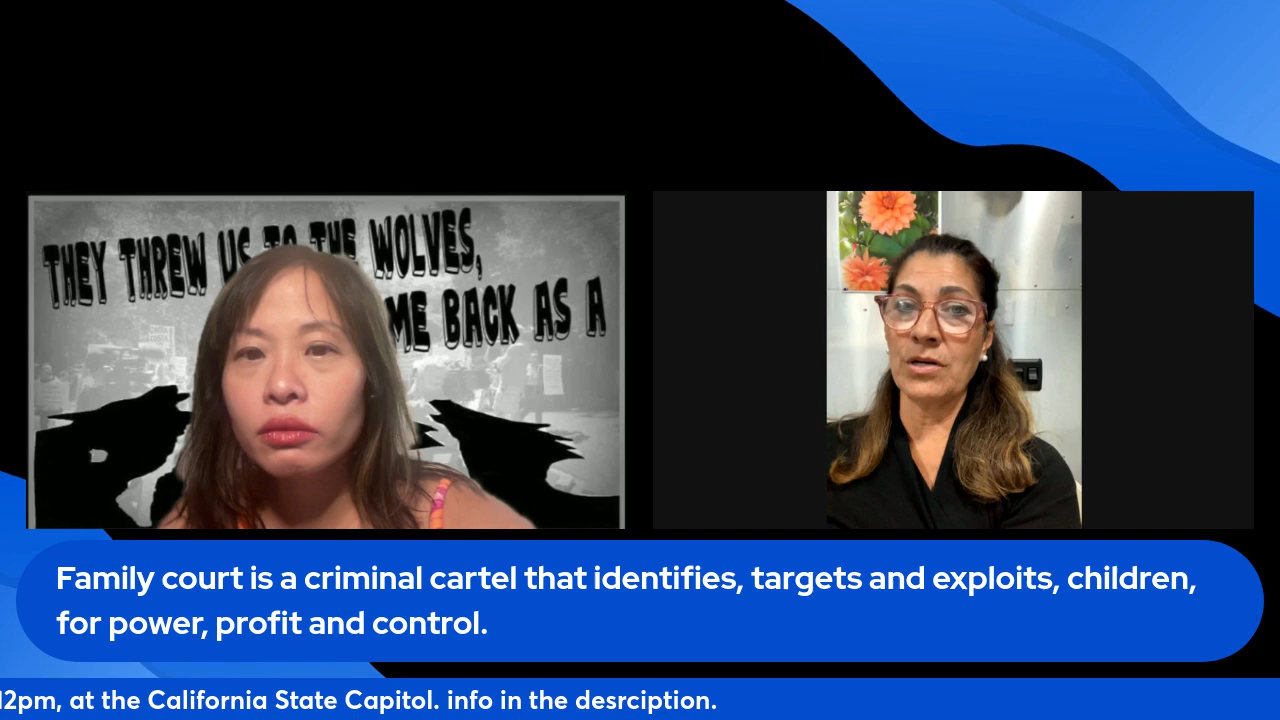 THEY THREW US TO THE WOLVES,
ME BACK AS A
Family court is a criminal cartel that identifies, targets and exploits, children,
for power, profit and control.
12pm, at the California State Capitol. info in the desrciption.